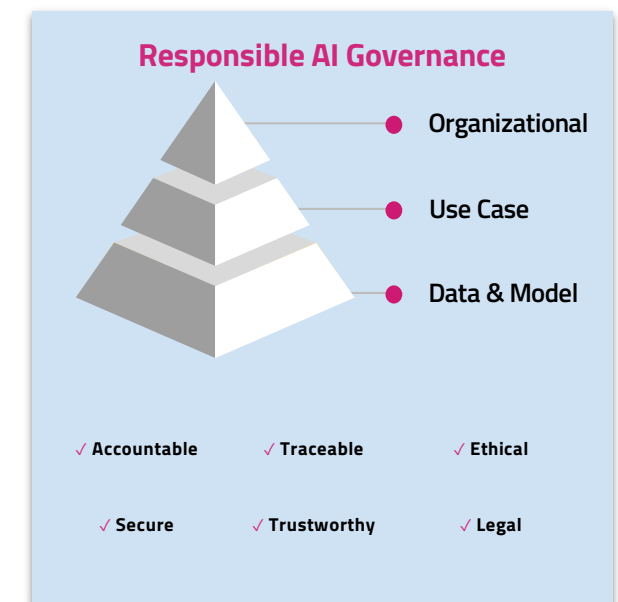 Responsible AI Governance
Organizational
Use Case
Data & Model
✓ Accountable ✓ Traceable ✓ Ethical
✓ Secure ✓ Trustworthy ✓ Legal